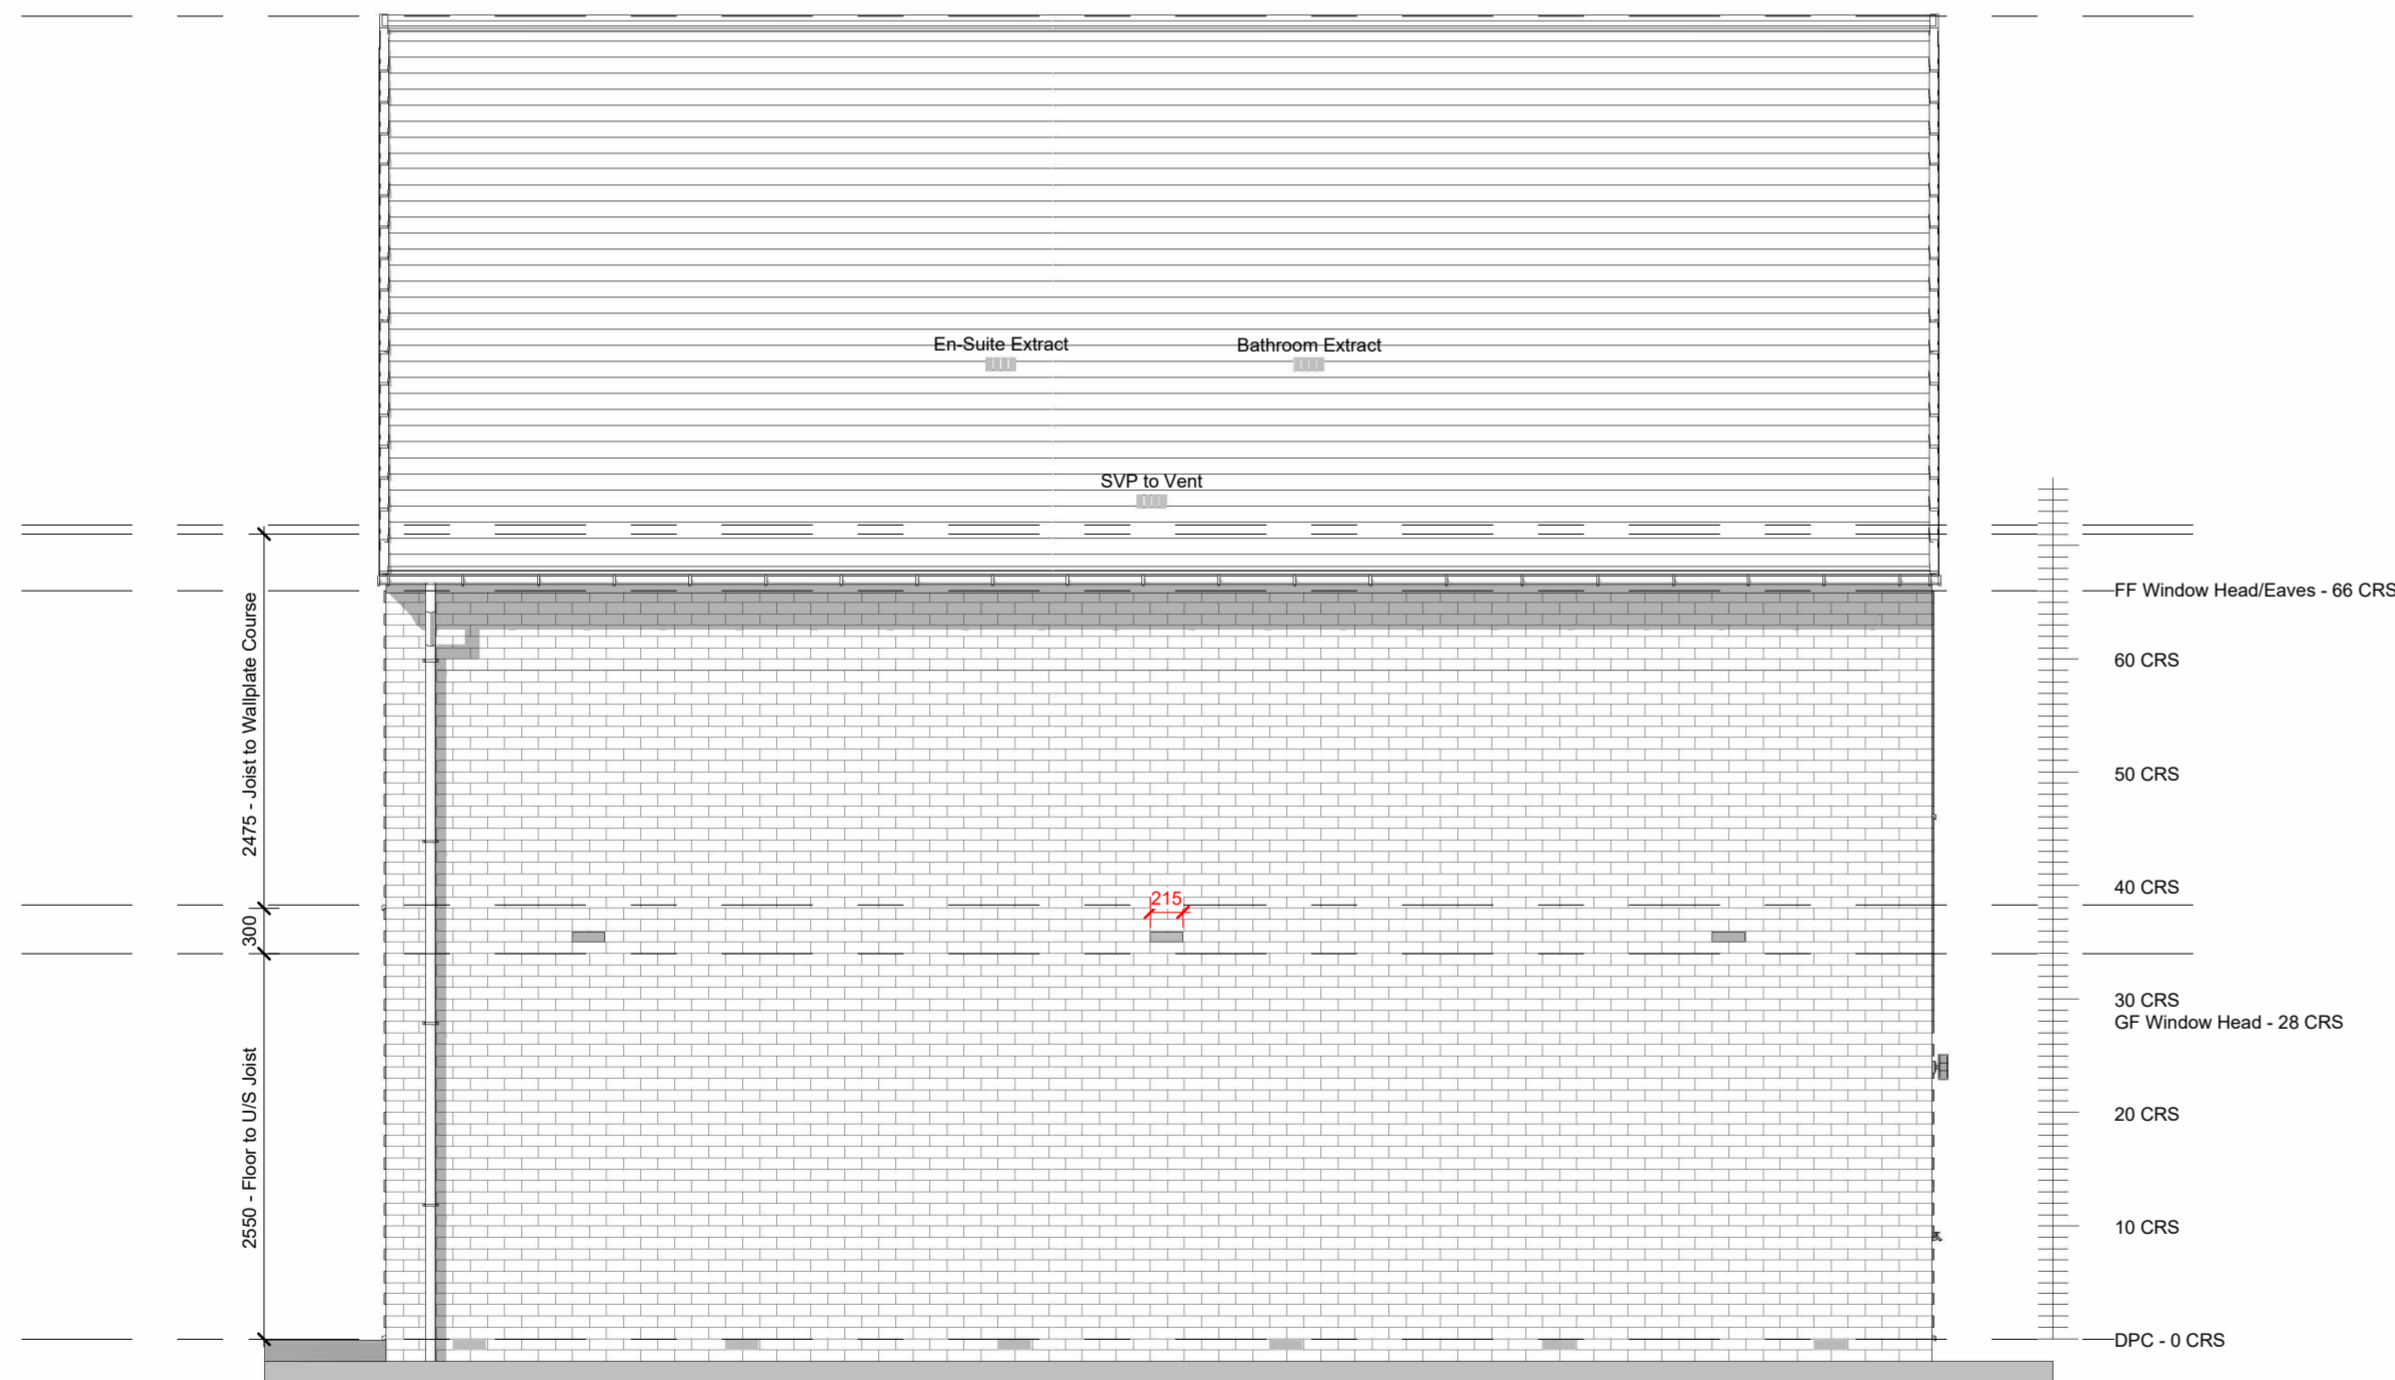 En-Suite Extract
Bathroom Extract
SVP to Vent
2475 - Joist to Wallplate Course
300
2550 - Floor to U/S Joist
215
FF Window Head/Eaves - 66 CRS
60 CRS
50 CRS
40 CRS
30 CRS
GF Window Head - 28 CRS
20 CRS
10 CRS
DPC - 0 CRS